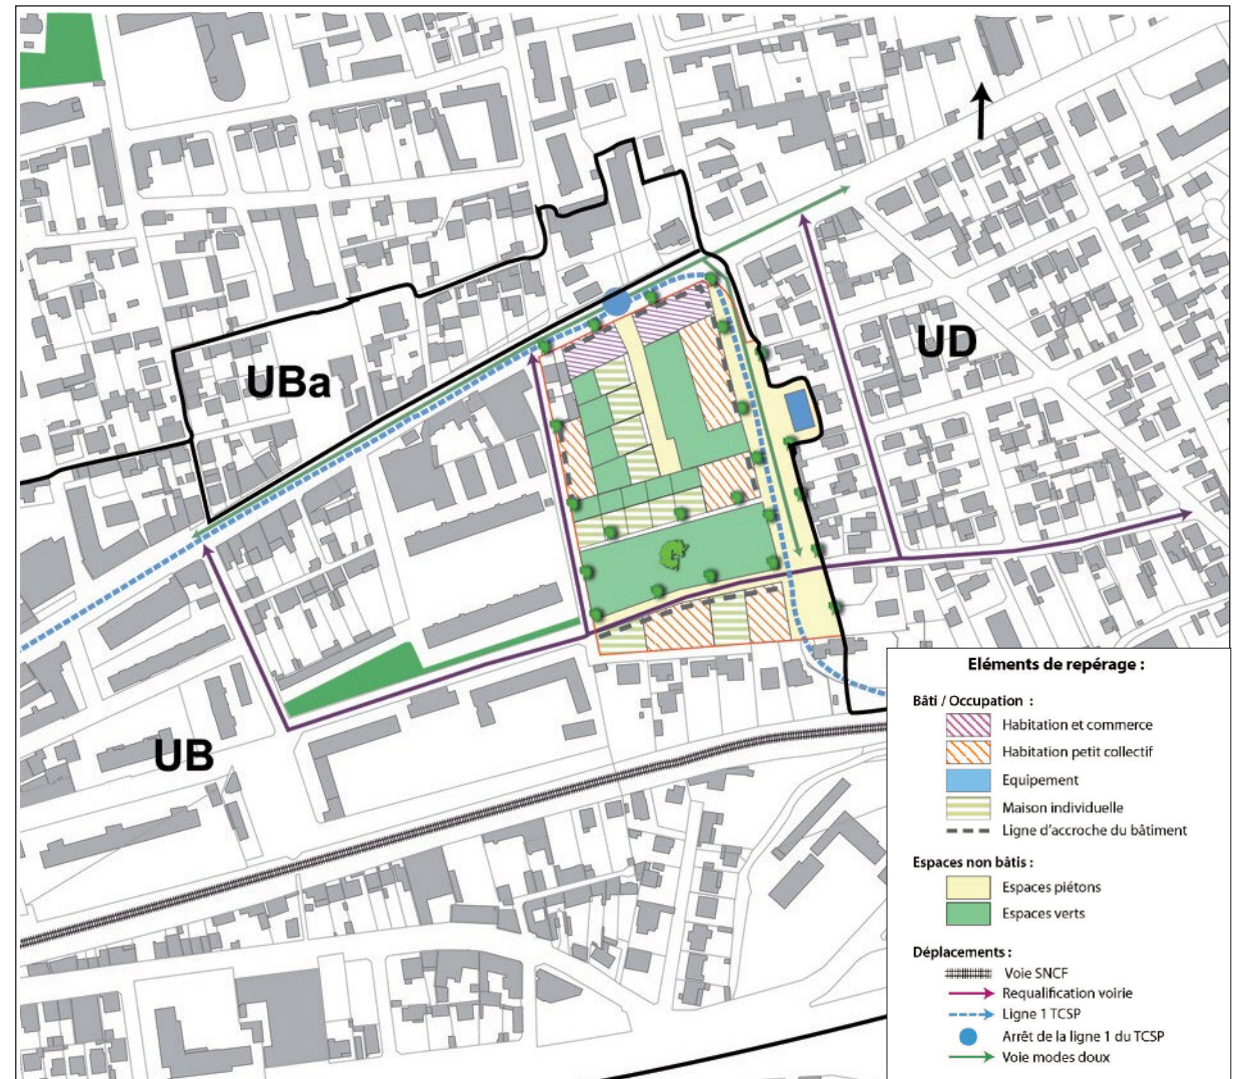 UBa
UD
UB
Eléments de repérage :
Bâti / Occupation :
Habitation et commerce
Habitation petit collectif
Equipement
Maison individuelle
Ligne d'accroche du bâtiment
Espaces non bâtis :
Espaces piétons
Espaces verts
Déplacements :
Voie SNCF
Requalification voirie
Ligne 1 TCSP
Arrêt de la ligne 1 du TCSP
Voie modes doux